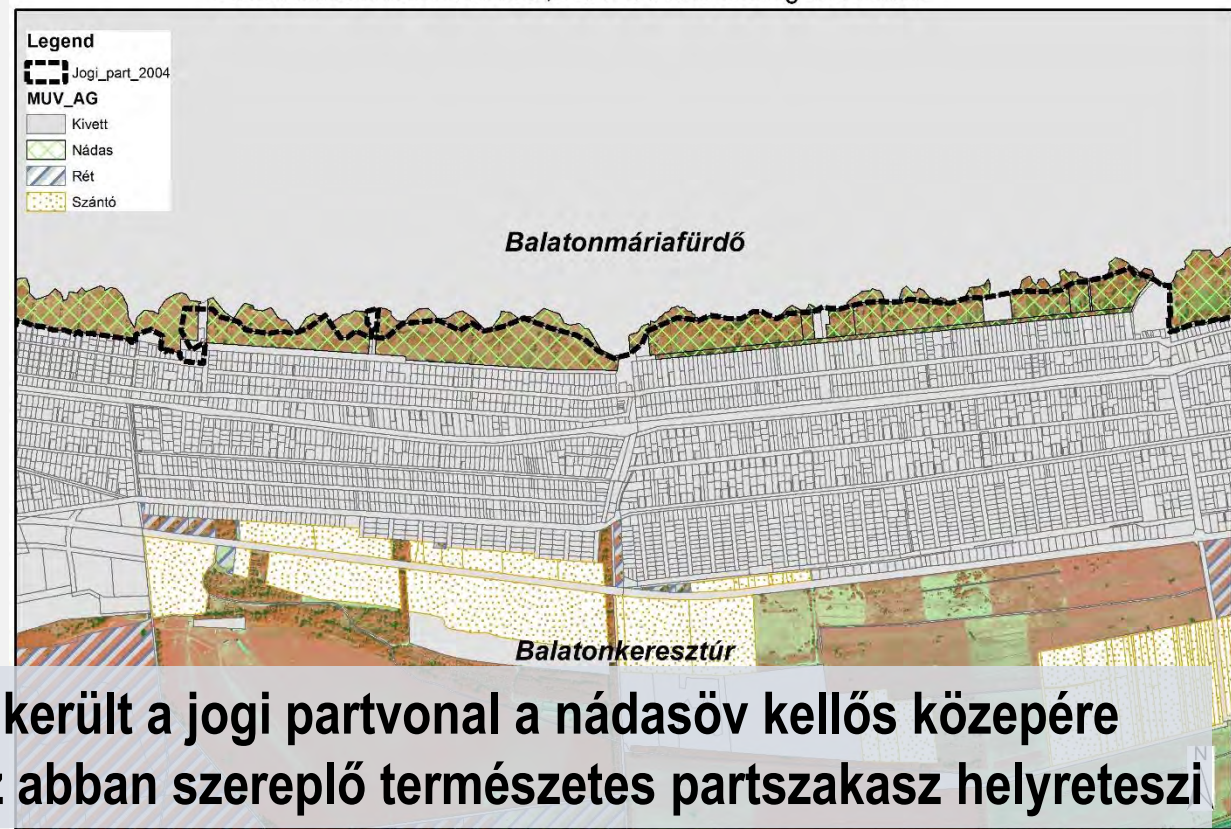 Legend
Jogi_part_2004
MUV_AG
Kivett
Nádas
Rét
Szántó
Balatonmáriafürdő
Balatonkeresztúr
került a jogi partvonal a nádasöv kellős közepére
abban szereplő természetes partszakasz helyreteszi
N